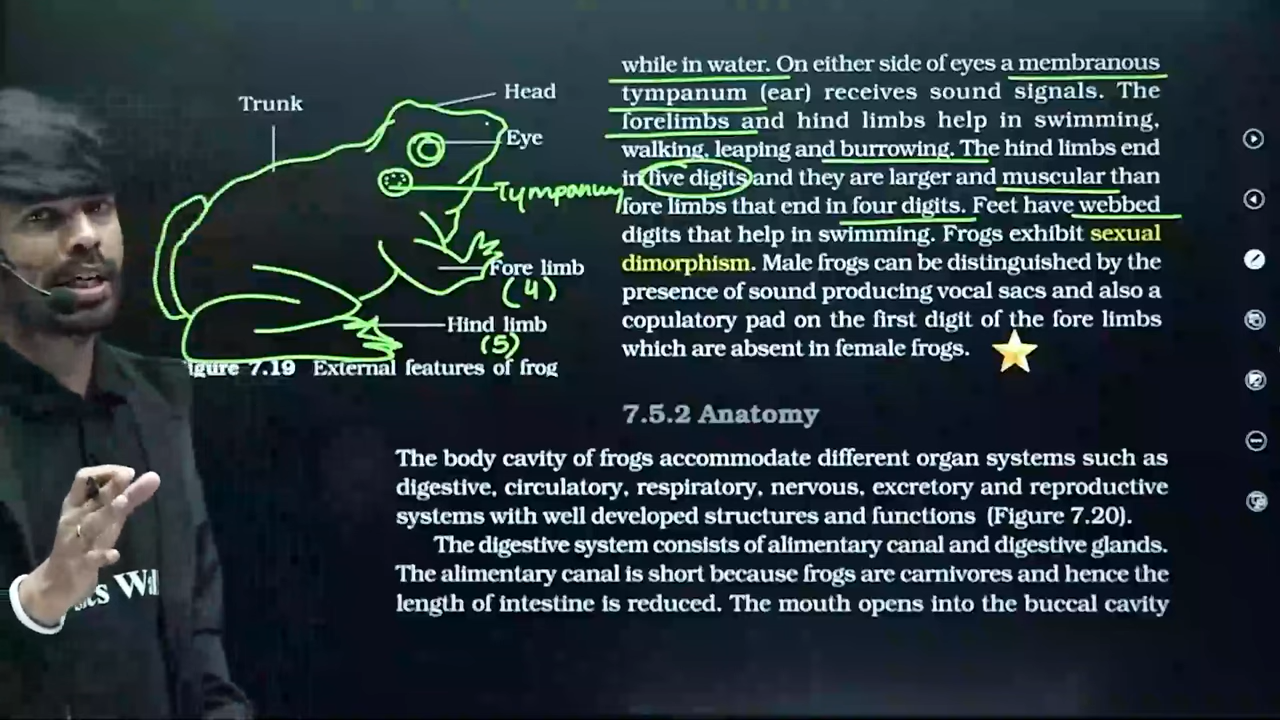 Trunk
Head
Eye
Tympanum
Fore limb
(4)
Hind limb
(5)
igure 7.19 External features of frog
while in water. On either side of eyes a membranous
tympanum (ear) receives sound signals. The
forelimbs and hind limbs help in swimming,
walking, leaping and burrowing. The hind limbs end
in five digits and they are larger and muscular than
fore limbs that end in four digits. Feet have webbed
digits that help in swimming. Frogs exhibit sexual
dimorphism. Male frogs can be distinguished by the
presence of sound producing vocal sacs and also a
copulatory pad on the first digit of the fore limbs
which are absent in female frogs.
7.5.2 Anatomy
The body cavity of frogs accommodate different organ systems such as
digestive, circulatory, respiratory, nervous, excretory and reproductive
systems with well developed structures and functions (Figure 7.20).
The digestive system consists of alimentary canal and digestive glands.
The alimentary canal is short because frogs are carnivores and hence the
length of intestine is reduced. The mouth opens into the buccal cavity